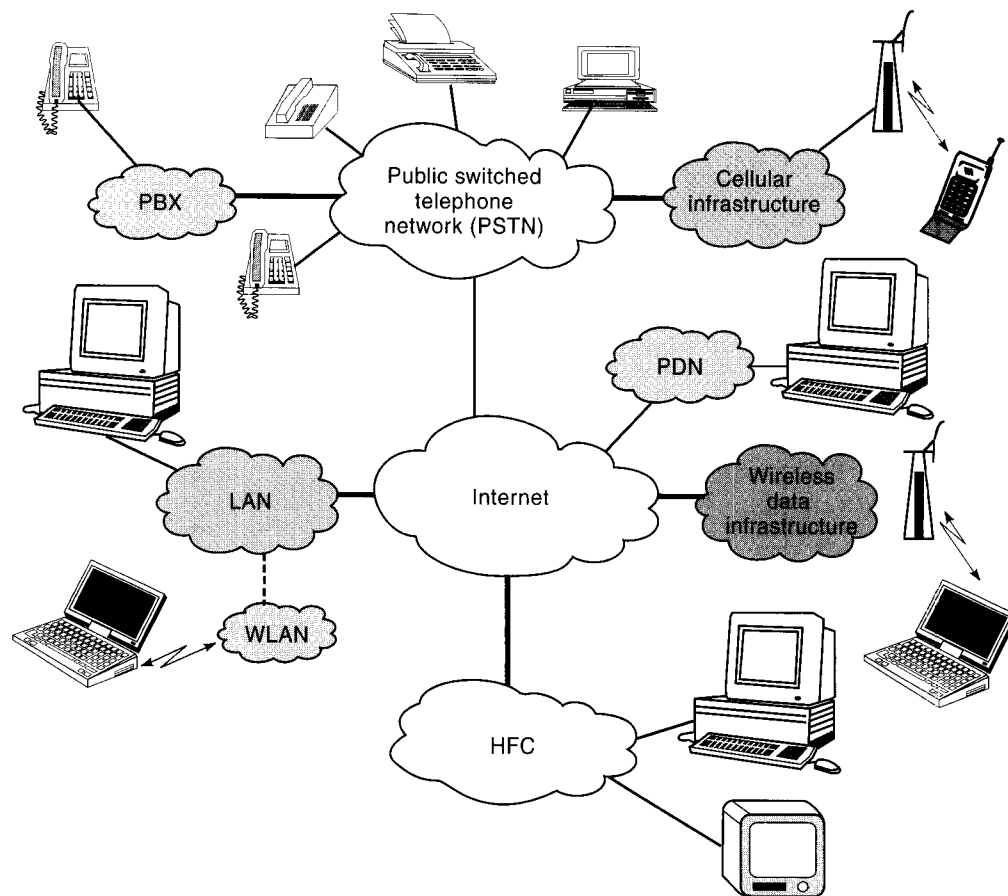 Public switched
telephone
network (PSTN)
PBX
Cellular
infrastructure
PDN
LAN
Internet
Wireless
data
infrastructure
WLAN
HFC